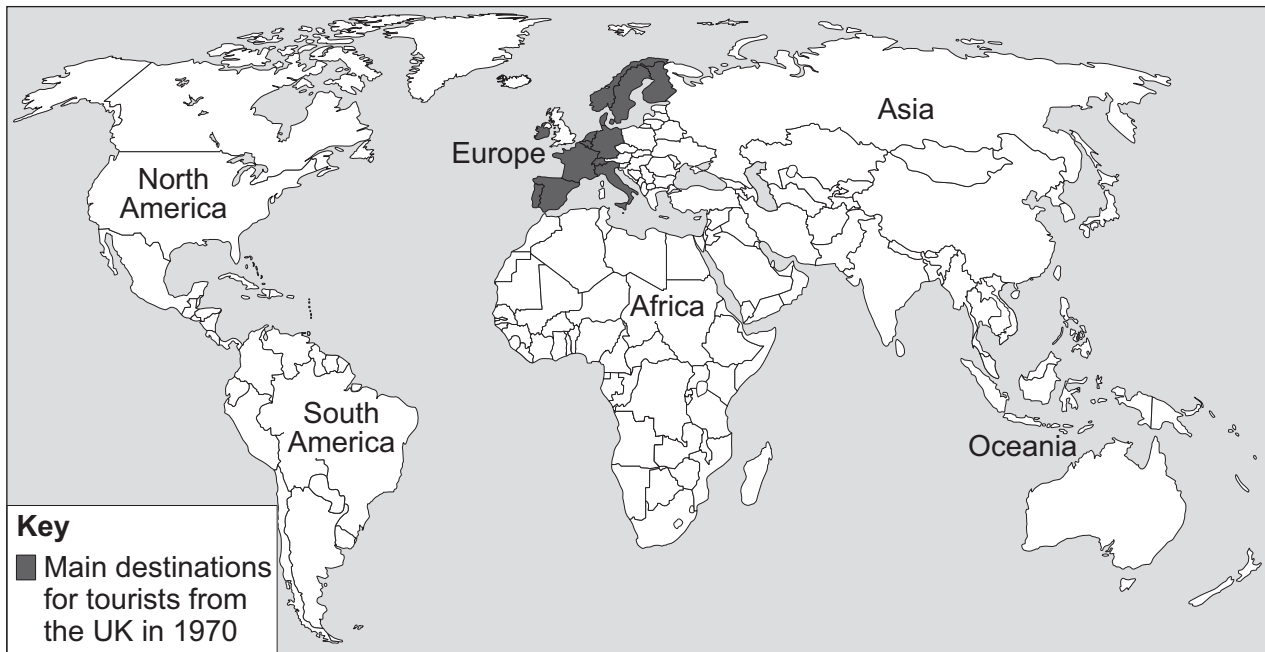 Asia
Europe
North
America
Africa
South
America
Oceania
Key
Main destinations
for tourists from
the UK in 1970